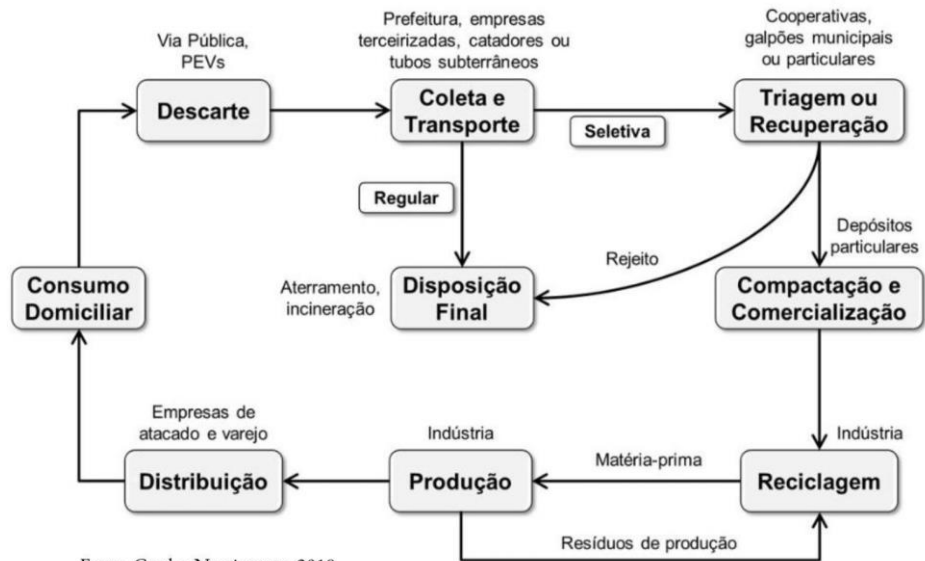 Prefeitura, empresas
terceirizadas, catadores ou
tubos subterrâneos
Cooperativas,
galpões municipais
ou particulares
Via Pública,
PEVs
Descarte
Coleta e
Transporte
Seletiva
Triagem ou
Recuperação
Regular
Depósitos
particulares
Rejeito
Consumo
Domiciliar
Aterramento,
incineração
Disposição
Final
Compactação e
Comercialização
Empresas de
atacado e varejo
Indústria
Indústria
Matéria-prima
Distribuição
Produção
Reciclagem
Resíduos de produção